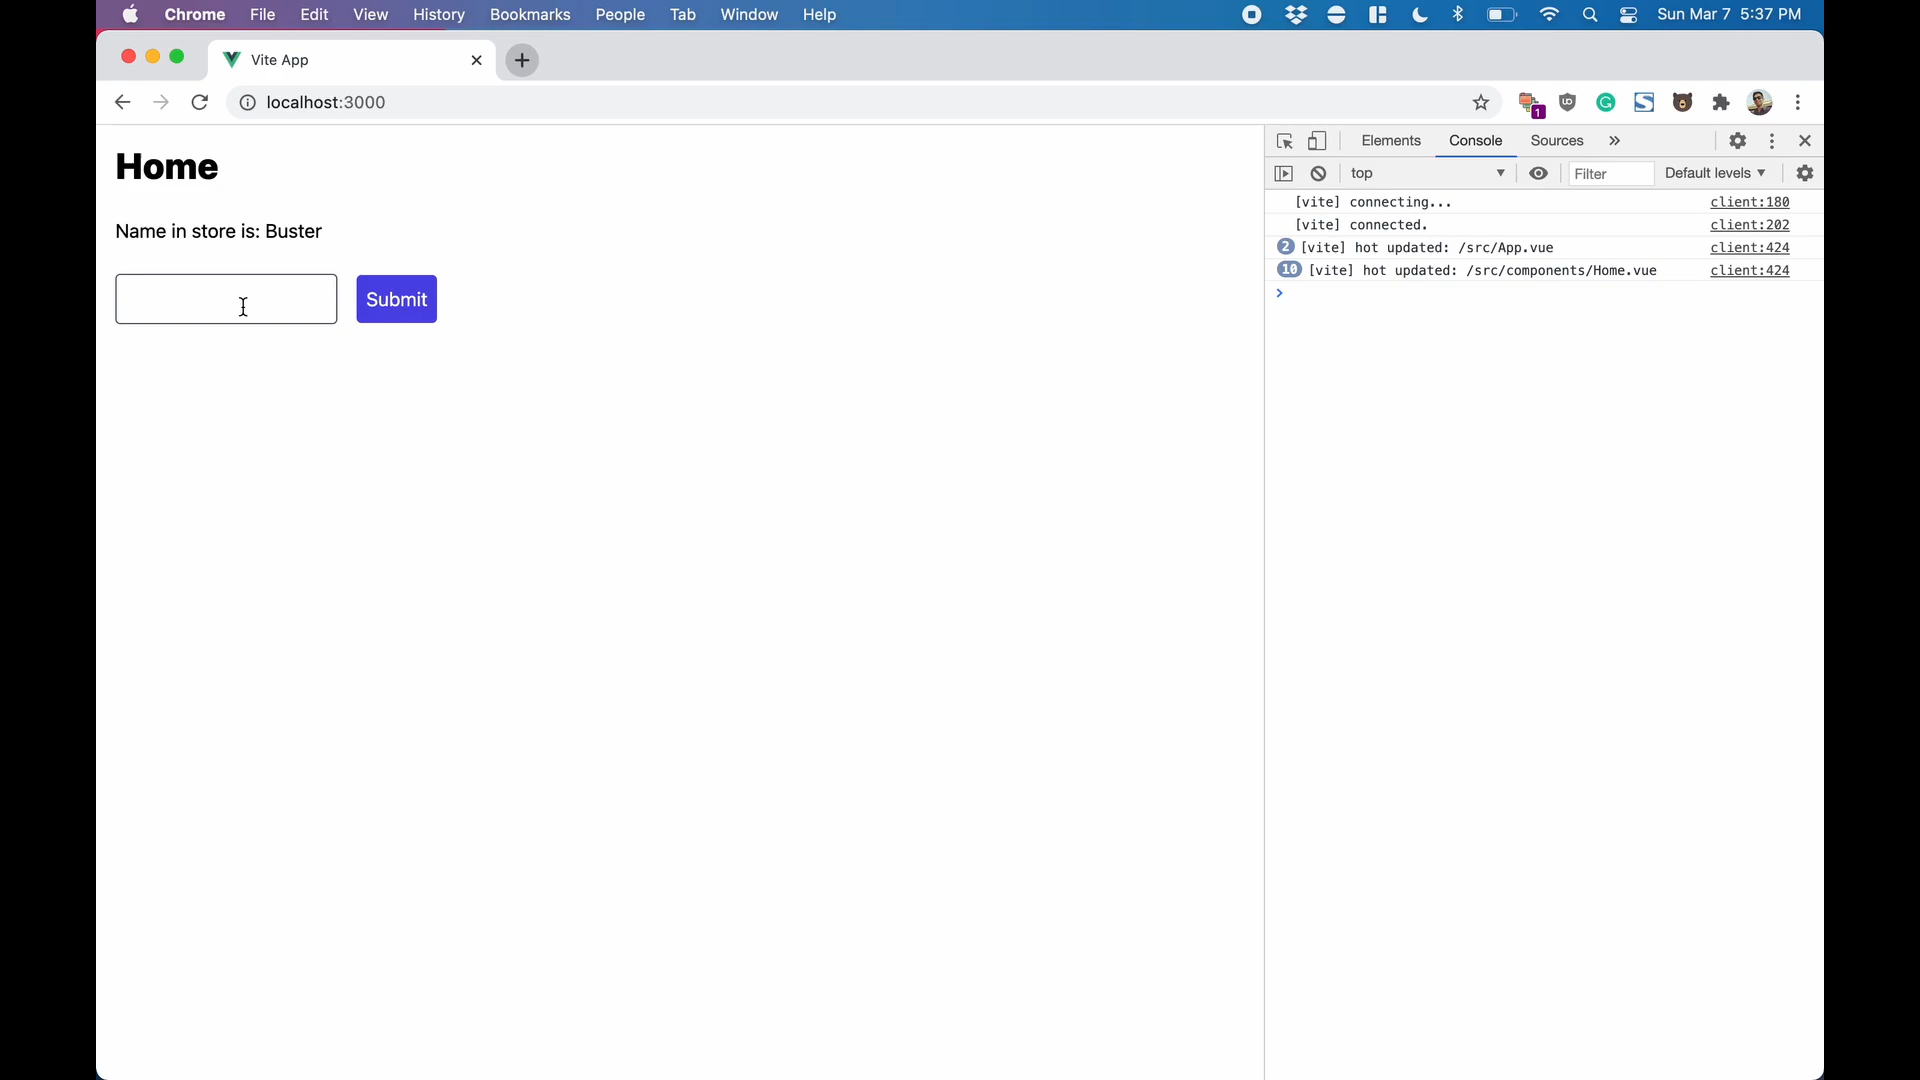 Chrome File Edit View History Bookmarks People Tab Window Help Sun Mar 7 5:37 PM
Vite App
localhost:3000
1
Elements Console Sources
top Filter Default levels
Home
Name in store is: Buster
Submit
[vite] connecting... client:180
[vite] connected. client:202
2 [vite] hot updated: /src/App.vue client:424
10 [vite] hot updated: /src/components/Home.vue client:424